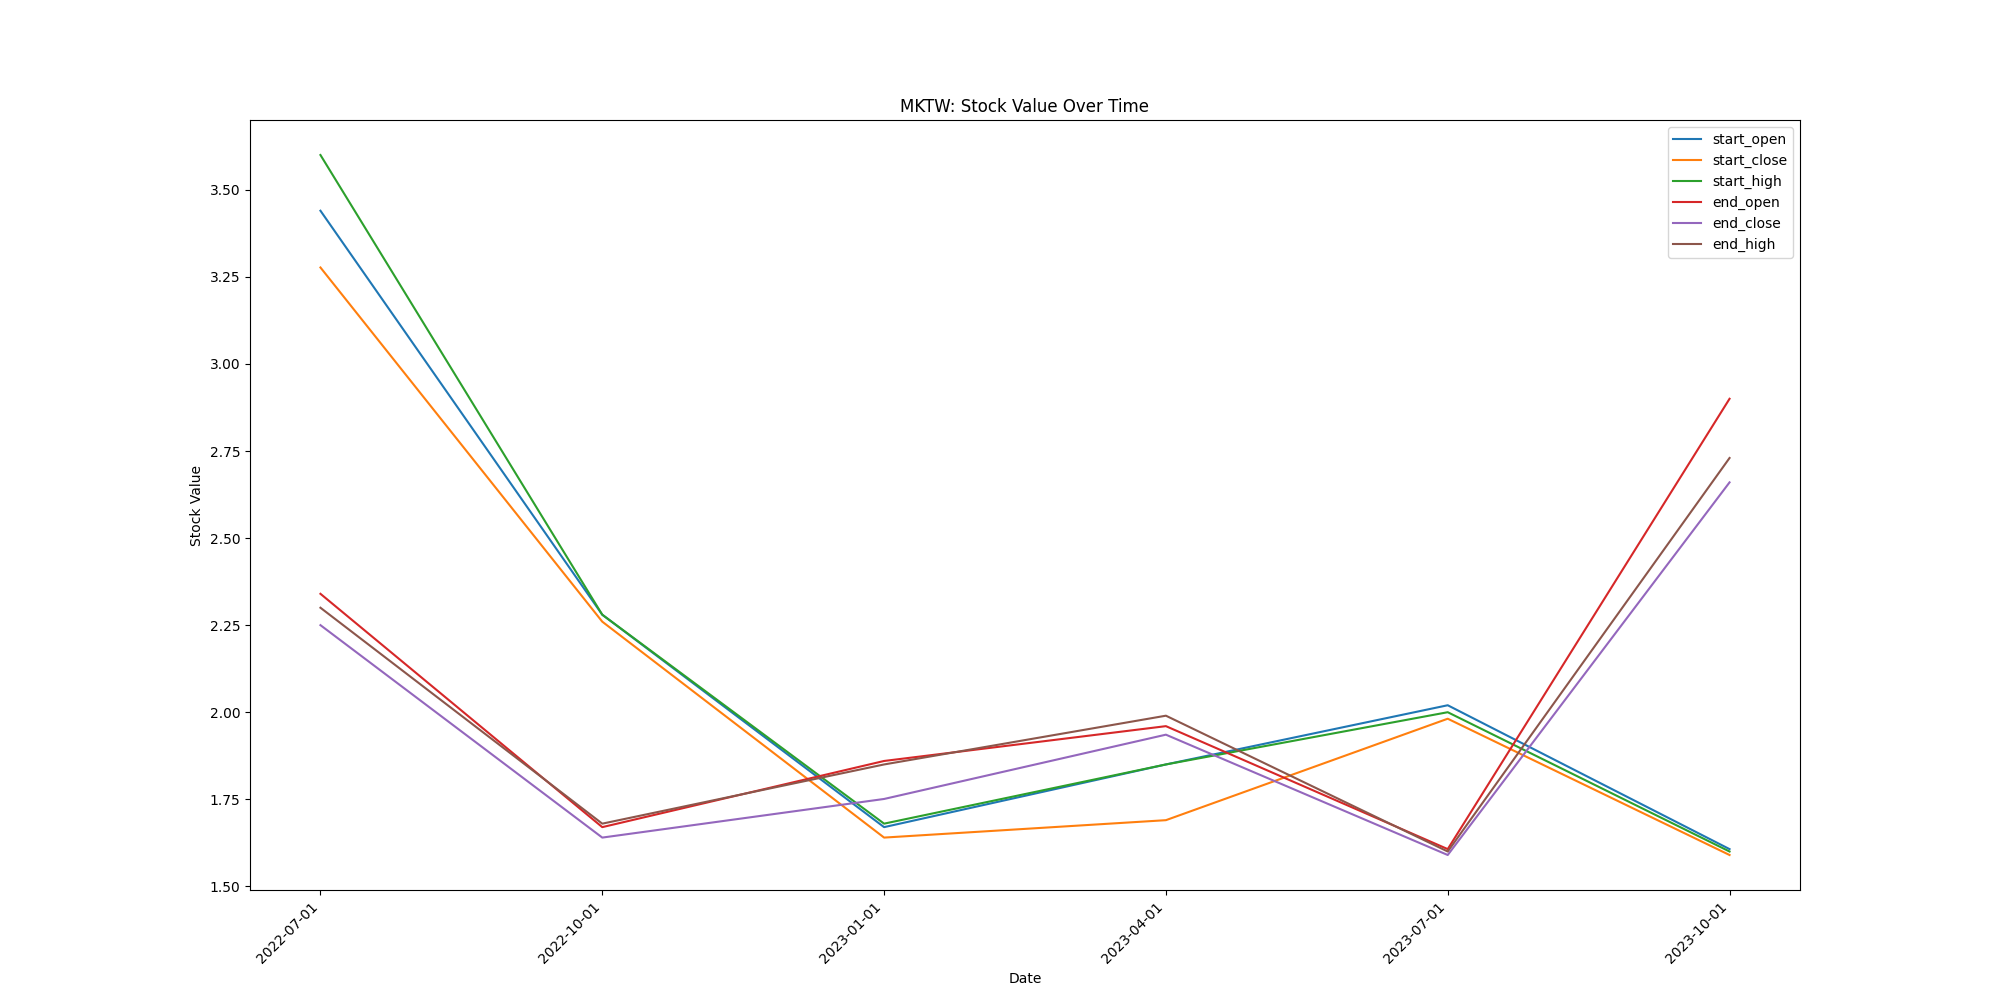 MKTW: Stock Value Over Time
start_open
start_close
start_high
end_open
end_close
end_high
Stock Value
3.50
3.25
3.00
2.75
2.50
2.25
2.00
1.75
1.50
2022-07-01
2022-10-01
2023-01-01
2023-04-01
2023-07-01
2023-10-01
Date